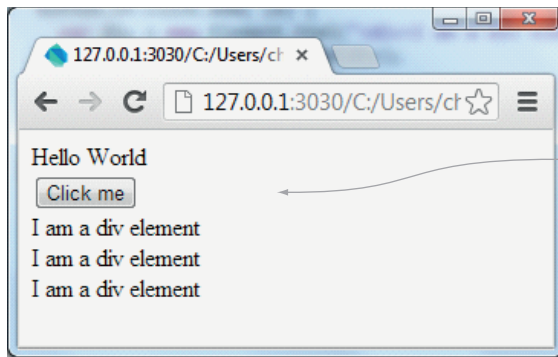 127.0.0.1:3030/C:/Users/ch
127.0.0.1:3030/C:/Users/ch
Hello World
Click me
I am a div element
I am a div element
I am a div element